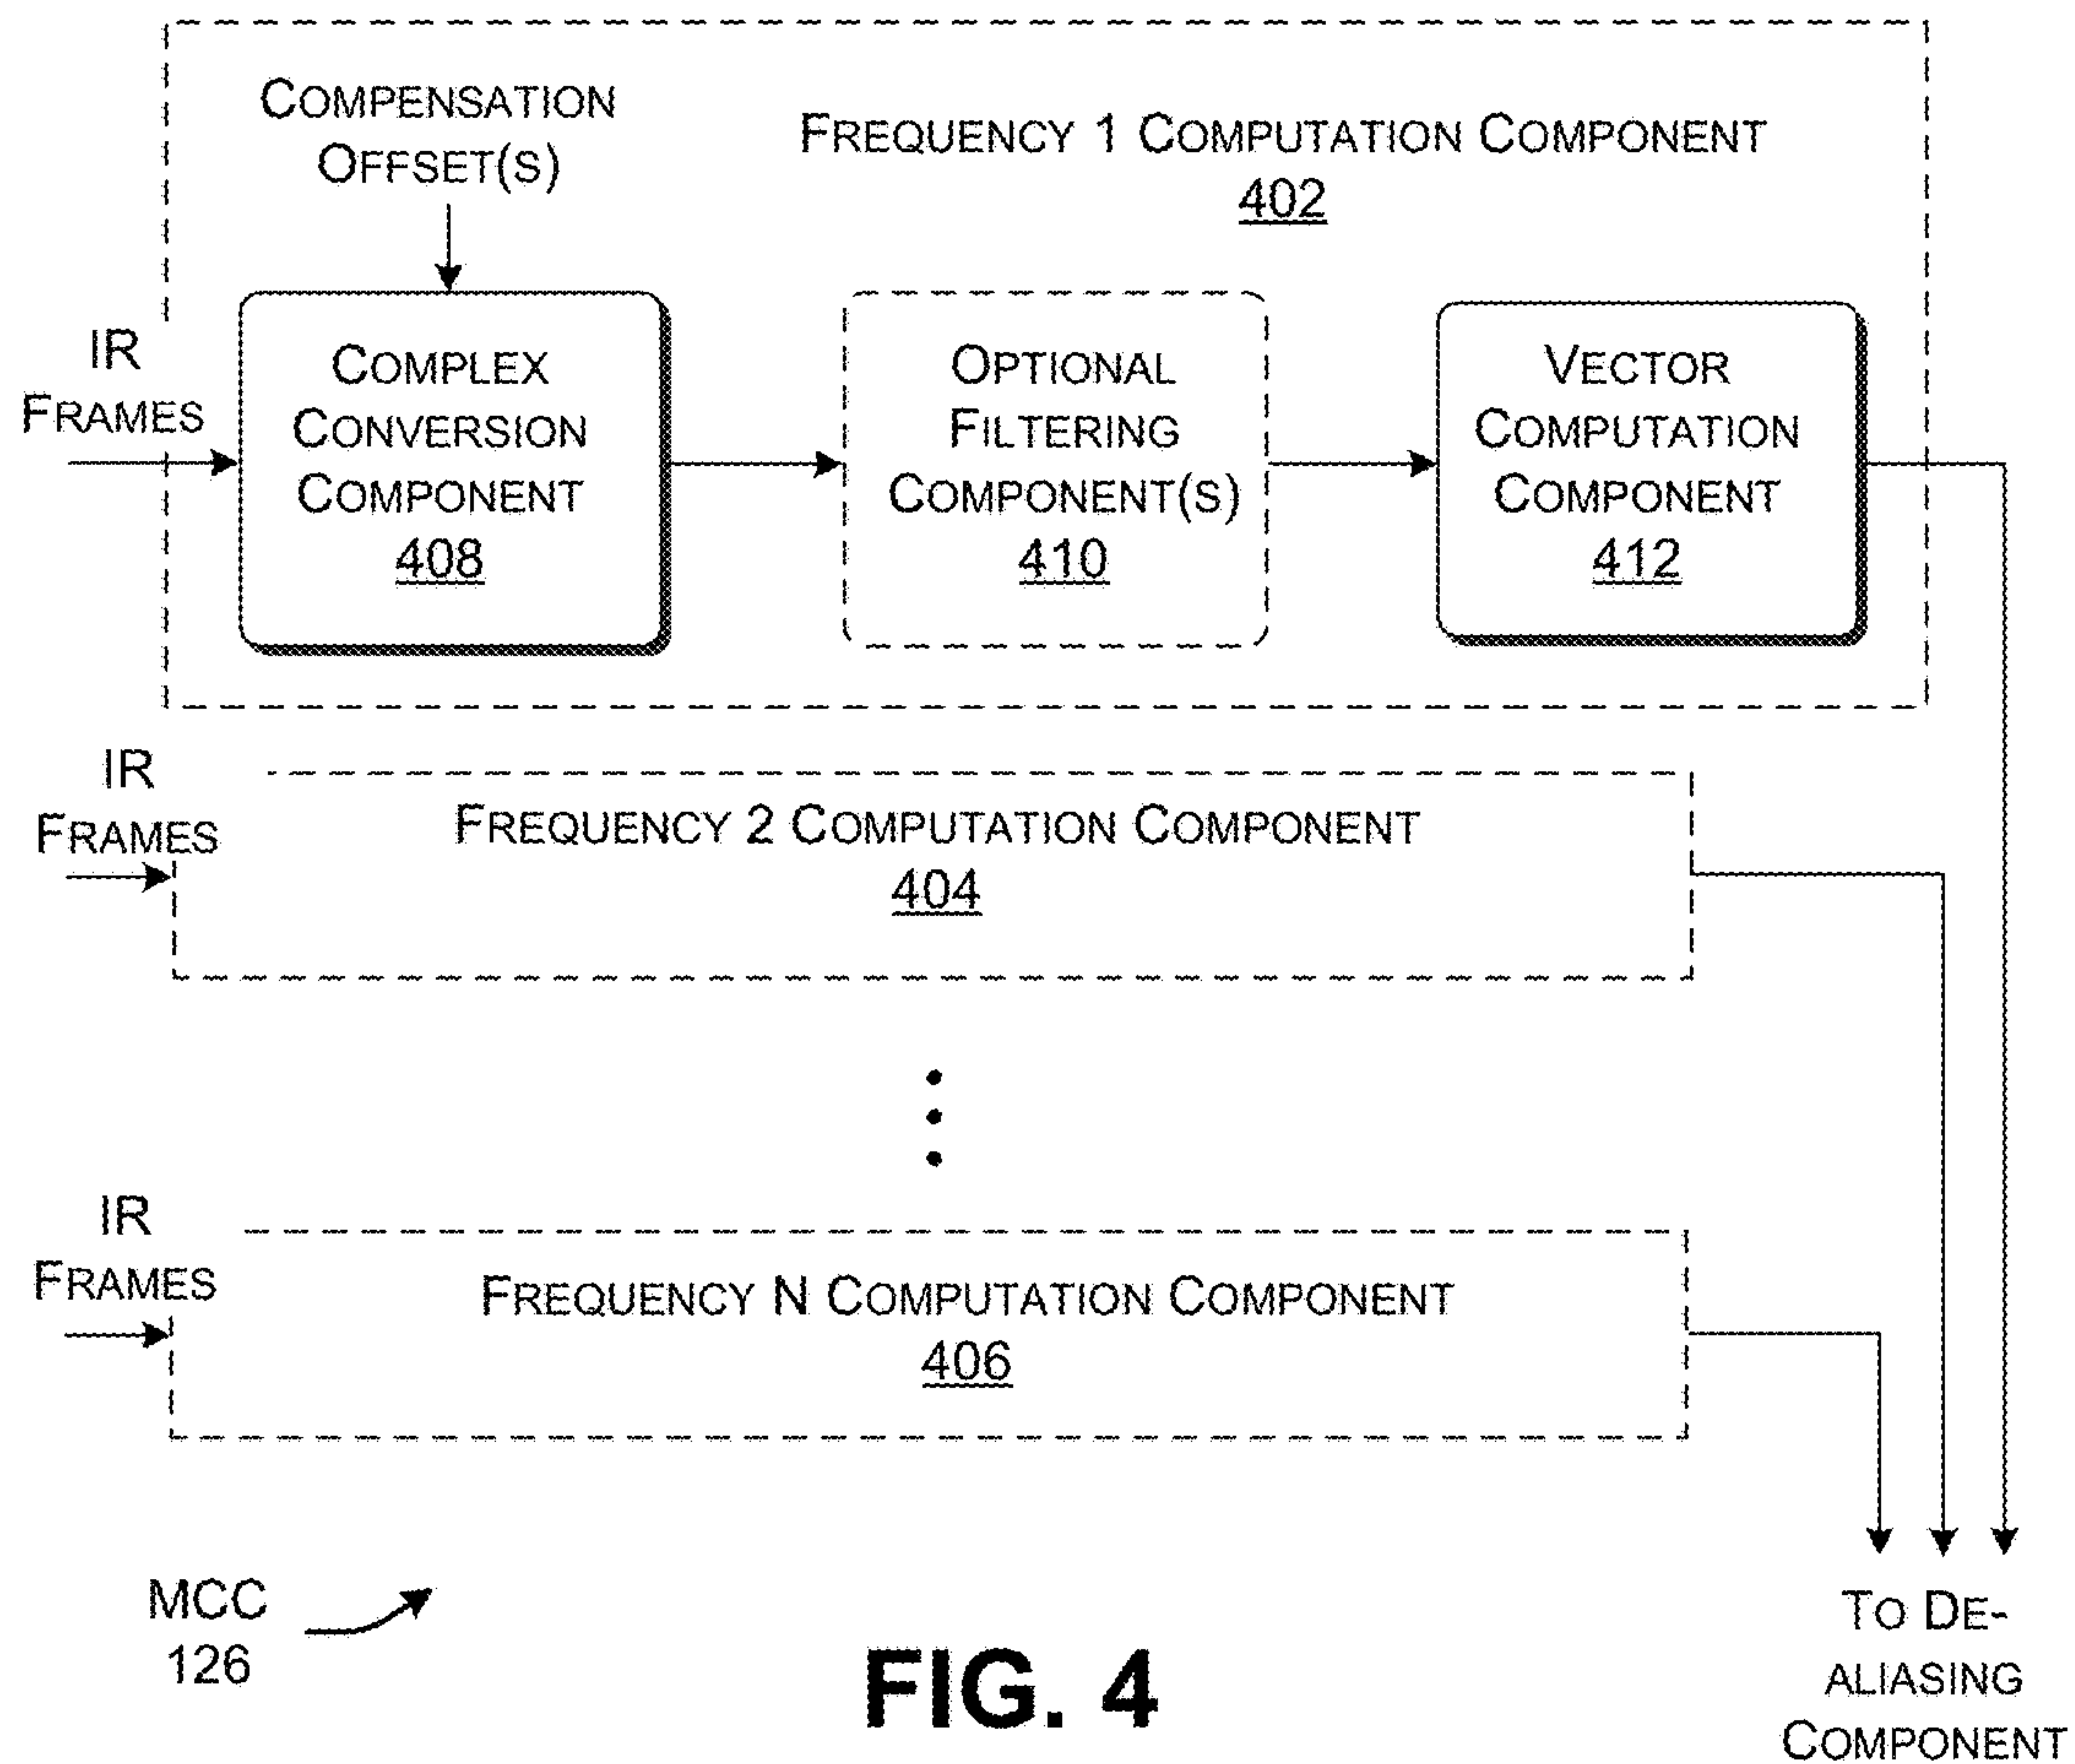 COMPENSATION
OFFSET(S)
FREQUENCY 1 COMPUTATION COMPONENT
402
IR
FRAMES
COMPLEX
CONVERSION
COMPONENT
408
OPTIONAL
FILTERING
COMPONENT(S)
410
VECTOR
COMPUTATION
COMPONENT
412
IR
FRAMES
FREQUENCY 2 COMPUTATION COMPONENT
404
IR
FRAMES
FREQUENCY N COMPUTATION COMPONENT
406
MCC
126
TO DE-
ALIASING
COMPONENT
FIG. 4